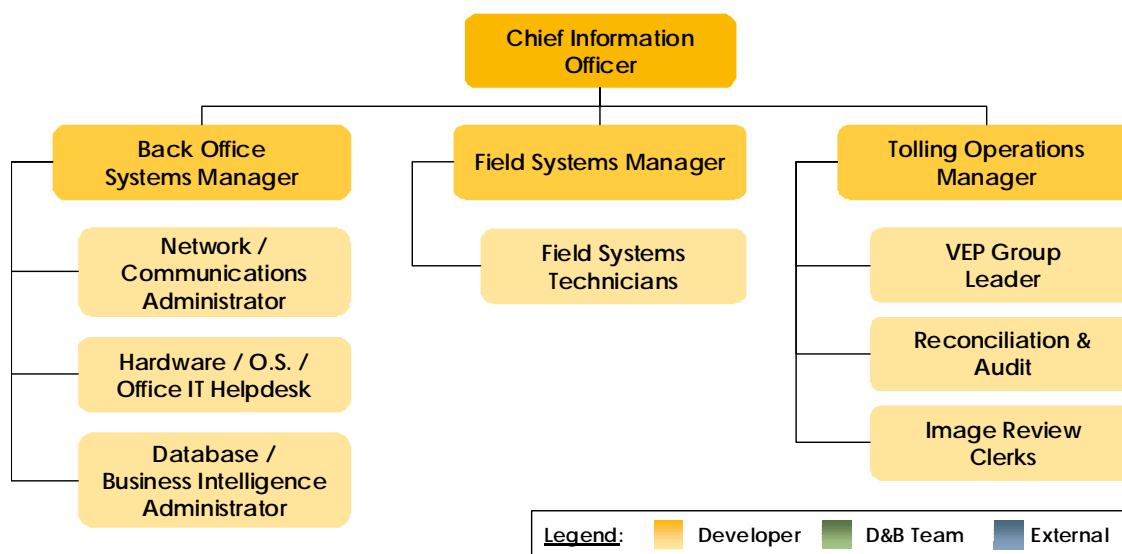 Chief Information
Officer
Back Office
Systems Manager
Network /
Communications
Administrator
Hardware / O.S. /
Office IT Helpdesk
Database /
Business Intelligence
Administrator
Field Systems Manager
Field Systems
Technicians
Tolling Operations
Manager
VEP Group
Leader
Reconciliation &
Audit
Image Review
Clerks
Legend: Developer D&B Team External